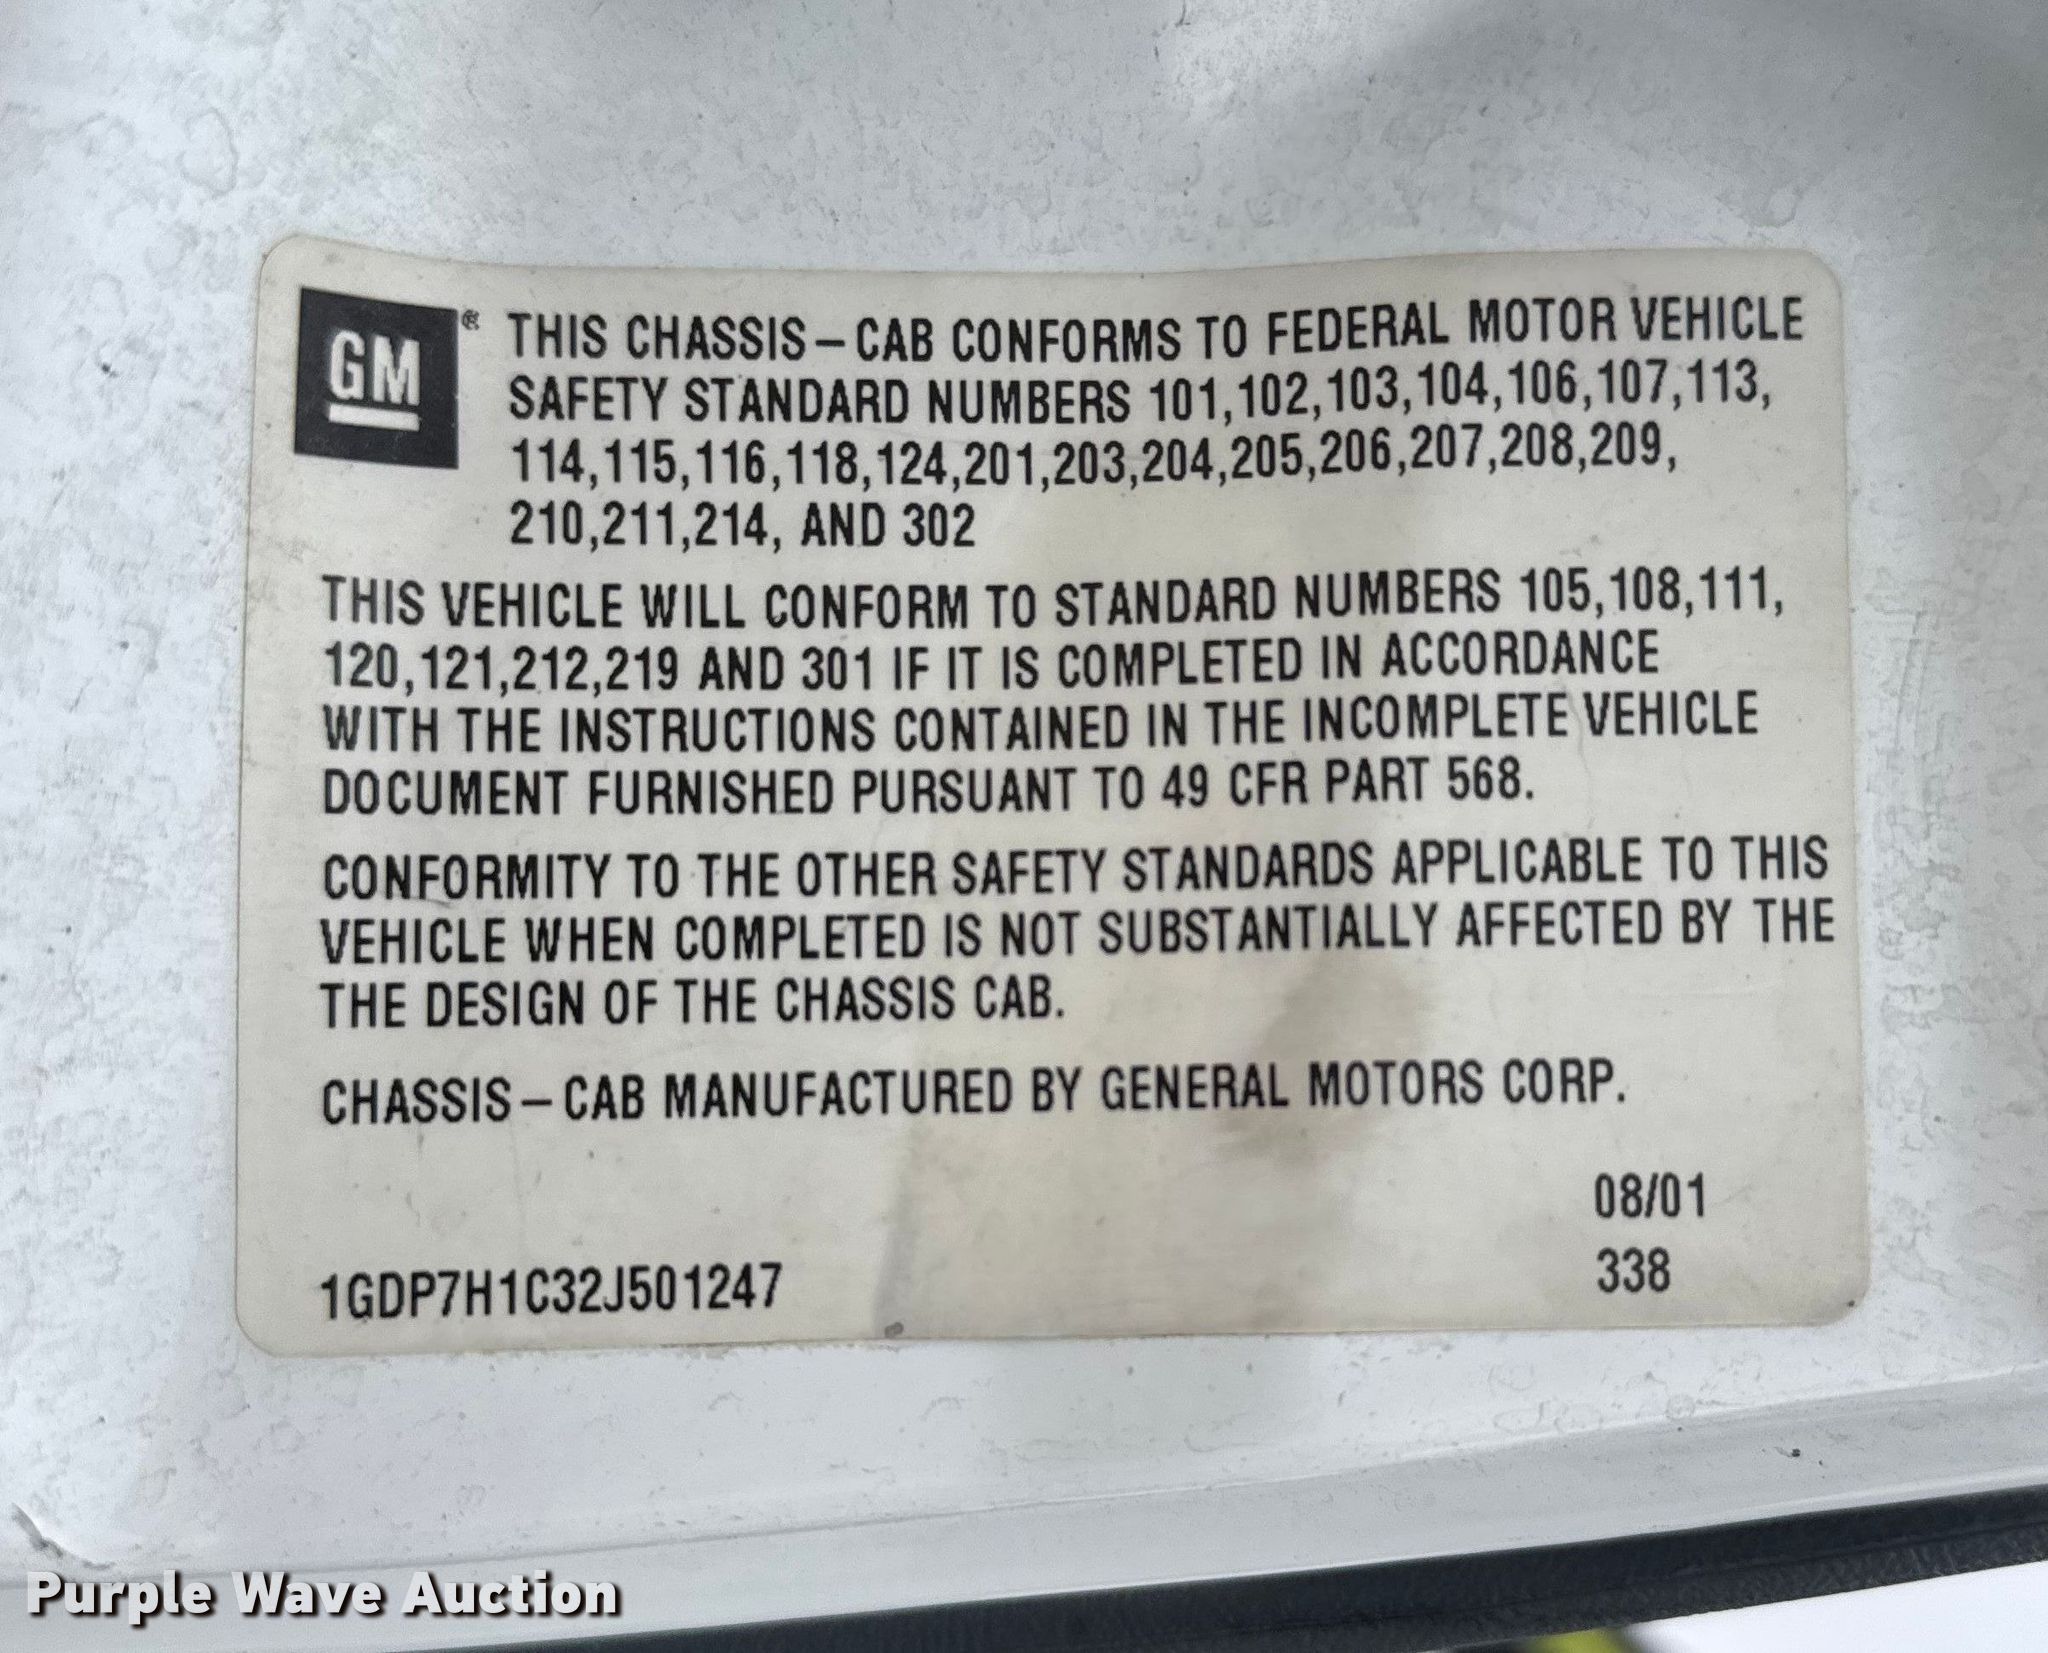 GM® THIS CHASSIS–CAB CONFORMS TO FEDERAL MOTOR VEHICLE
SAFETY STANDARD NUMBERS 101,102,103,104,106,107,113,
114,115,116,118,124,201,203,204,205,206,207,208,209,
210,211,214, AND 302
THIS VEHICLE WILL CONFORM TO STANDARD NUMBERS 105,108,111,
120,121,212,219 AND 301 IF IT IS COMPLETED IN ACCORDANCE
WITH THE INSTRUCTIONS CONTAINED IN THE INCOMPLETE VEHICLE
DOCUMENT FURNISHED PURSUANT TO 49 CFR PART 568.
CONFORMITY TO THE OTHER SAFETY STANDARDS APPLICABLE TO THIS
VEHICLE WHEN COMPLETED IS NOT SUBSTANTIALLY AFFECTED BY THE
THE DESIGN OF THE CHASSIS CAB.
CHASSIS–CAB MANUFACTURED BY GENERAL MOTORS CORP.
08/01
1GDP7H1C32J501247 338
Purple Wave Auction